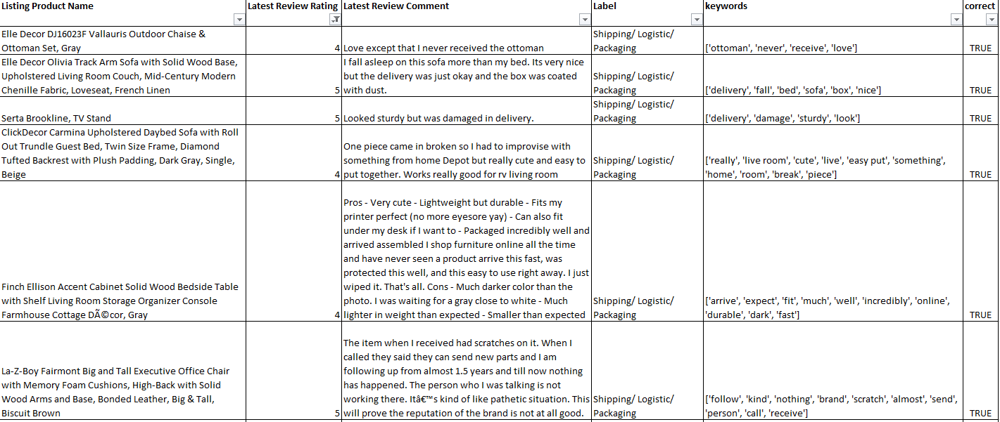 Listing Product Name Latest Review Rating Latest Review Comment Label keywords correct
Elle Decor DJ16023F Vallauris Outdoor Chaise &
Ottoman Set, Gray
4
Love except that I never received the ottoman
Shipping/ Logistic/
Packaging
['ottoman', 'never', 'receive', 'love']
TRUE
Elle Decor Olivia Track Arm Sofa with Solid Wood Base,
Upholstered Living Room Couch, Mid-Century Modern
Chenille Fabric, Loveseat, French Linen
5
I fall asleep on this sofa more than my bed. Its very nice
but the delivery was just okay and the box was coated
with dust.
Shipping/ Logistic/
Packaging
['delivery', 'fall', 'bed', 'sofa', 'box', 'nice']
TRUE
Serta Brookline, TV Stand
5
Looked sturdy but was damaged in delivery.
Shipping/ Logistic/
Packaging
['delivery', 'damage', 'sturdy', 'look']
TRUE
ClickDecor Carmina Upholstered Daybed Sofa with Roll
Out Trundle Guest Bed, Twin Size Frame, Diamond
Tufted Backrest with Plush Padding, Dark Gray, Single,
Beige
4
One piece came in broken so I had to improvise with
something from home Depot but really cute and easy to
put together. Works really good for rv living room
Shipping/ Logistic/
Packaging
['really', 'live room', 'cute', 'live', 'easy put', 'something',
'home', 'room', 'break', 'piece']
TRUE
Finch Ellison Accent Cabinet Solid Wood Bedside Table
with Shelf Living Room Storage Organizer Console
Farmhouse Cottage DÃ©cor, Gray
4
Pros - Very cute - Lightweight but durable - Fits my
printer perfect (no more eyesore yay) - Can also fit
under my desk if I want to - Packaged incredibly well and
arrived assembled I shop furniture online all the time
and have never seen a product arrive this fast, was
protected this well, and this easy to use right away. I just
wiped it. That's all. Cons - Much darker color than the
photo. I was waiting for a gray close to white - Much
lighter in weight than expected - Smaller than expected
Shipping/ Logistic/
Packaging
['arrive', 'expect', 'fit', 'much', 'well', 'incredibly', 'online',
'durable', 'dark', 'fast']
TRUE
La-Z-Boy Fairmont Big and Tall Executive Office Chair
with Memory Foam Cushions, High-Back with Solid
Wood Arms and Base, Bonded Leather, Big & Tall,
Biscuit Brown
5
The item when I received had scratches on it. When I
called they said they can send new parts and I am
following up from almost 1.5 years and till now nothing
has happened. The person who I was talking is not
working there. Itâ€™s kind of like pathetic situation. This
will prove the reputation of the brand is not at all good.
Shipping/ Logistic/
Packaging
['follow', 'kind', 'nothing', 'brand', 'scratch', 'almost', 'send',
'person', 'call', 'receive']
TRUE